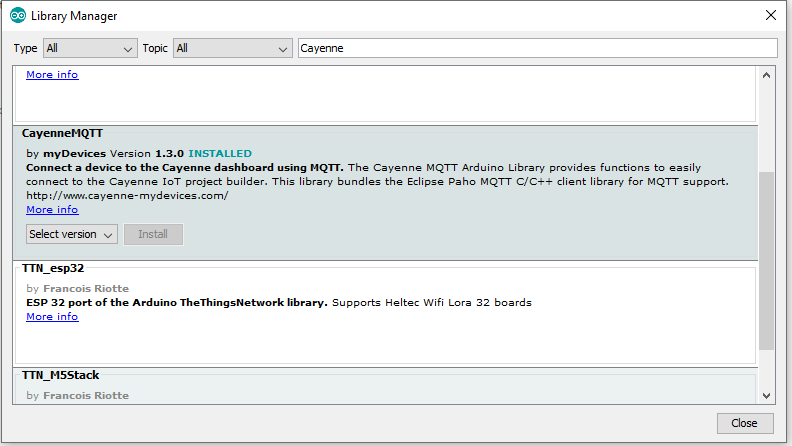 Library Manager
Type All Topic All Cayenne
More info
CayenneMQTT
by myDevices Version 1.3.0 INSTALLED
Connect a device to the Cayenne dashboard using MQTT. The Cayenne MQTT Arduino Library provides functions to easily
connect to the Cayenne IoT project builder. This library bundles the Eclipse Paho MQTT C/C++ client library for MQTT support.
http://www.cayenne-mydevices.com/
More info
Select version Install
TTN_esp32
by Francois Riotte
ESP 32 port of the Arduino TheThingsNetwork library. Supports Heltec Wifi Lora 32 boards
More info
TTN_M5Stack
by Francois Riotte
Close